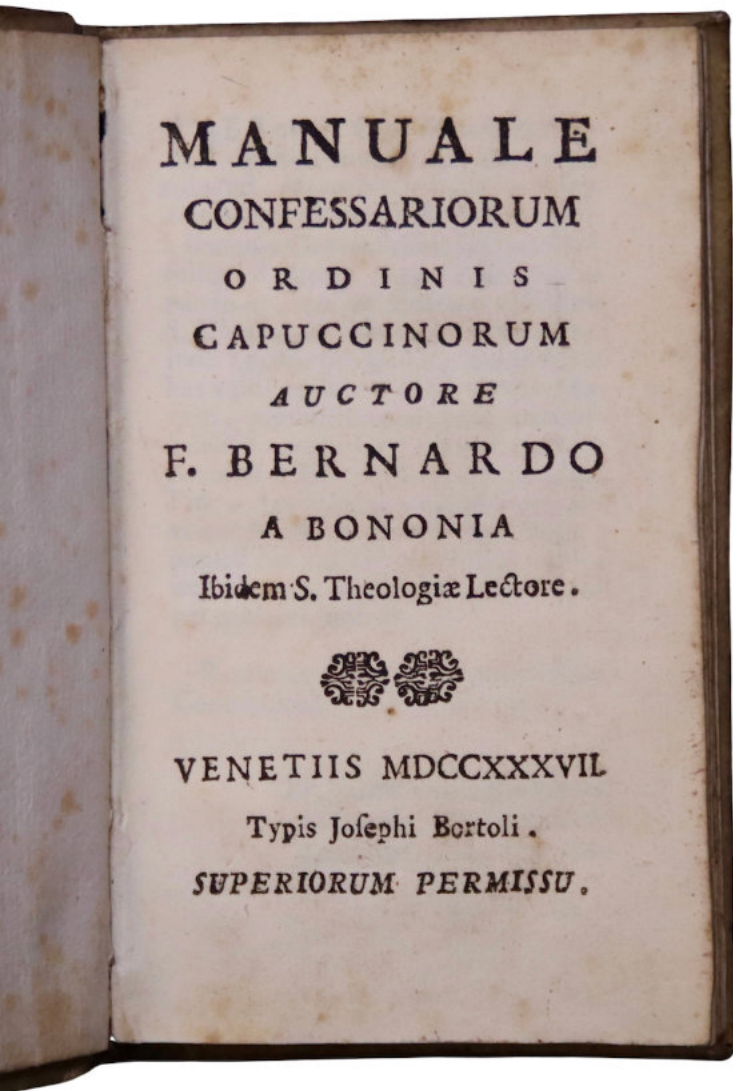 MANUALE
CONFESSARIORUM
ORDINIS
CAPUCCINORUM
AUCTORE
F. BERNARDO
A BONONIA
Ibidem S. Theologiæ Lectore.
VENETIIS MDCCXXXVII.
Typis Joſephi Bortoli.
SUPERIORUM PERMISSU.